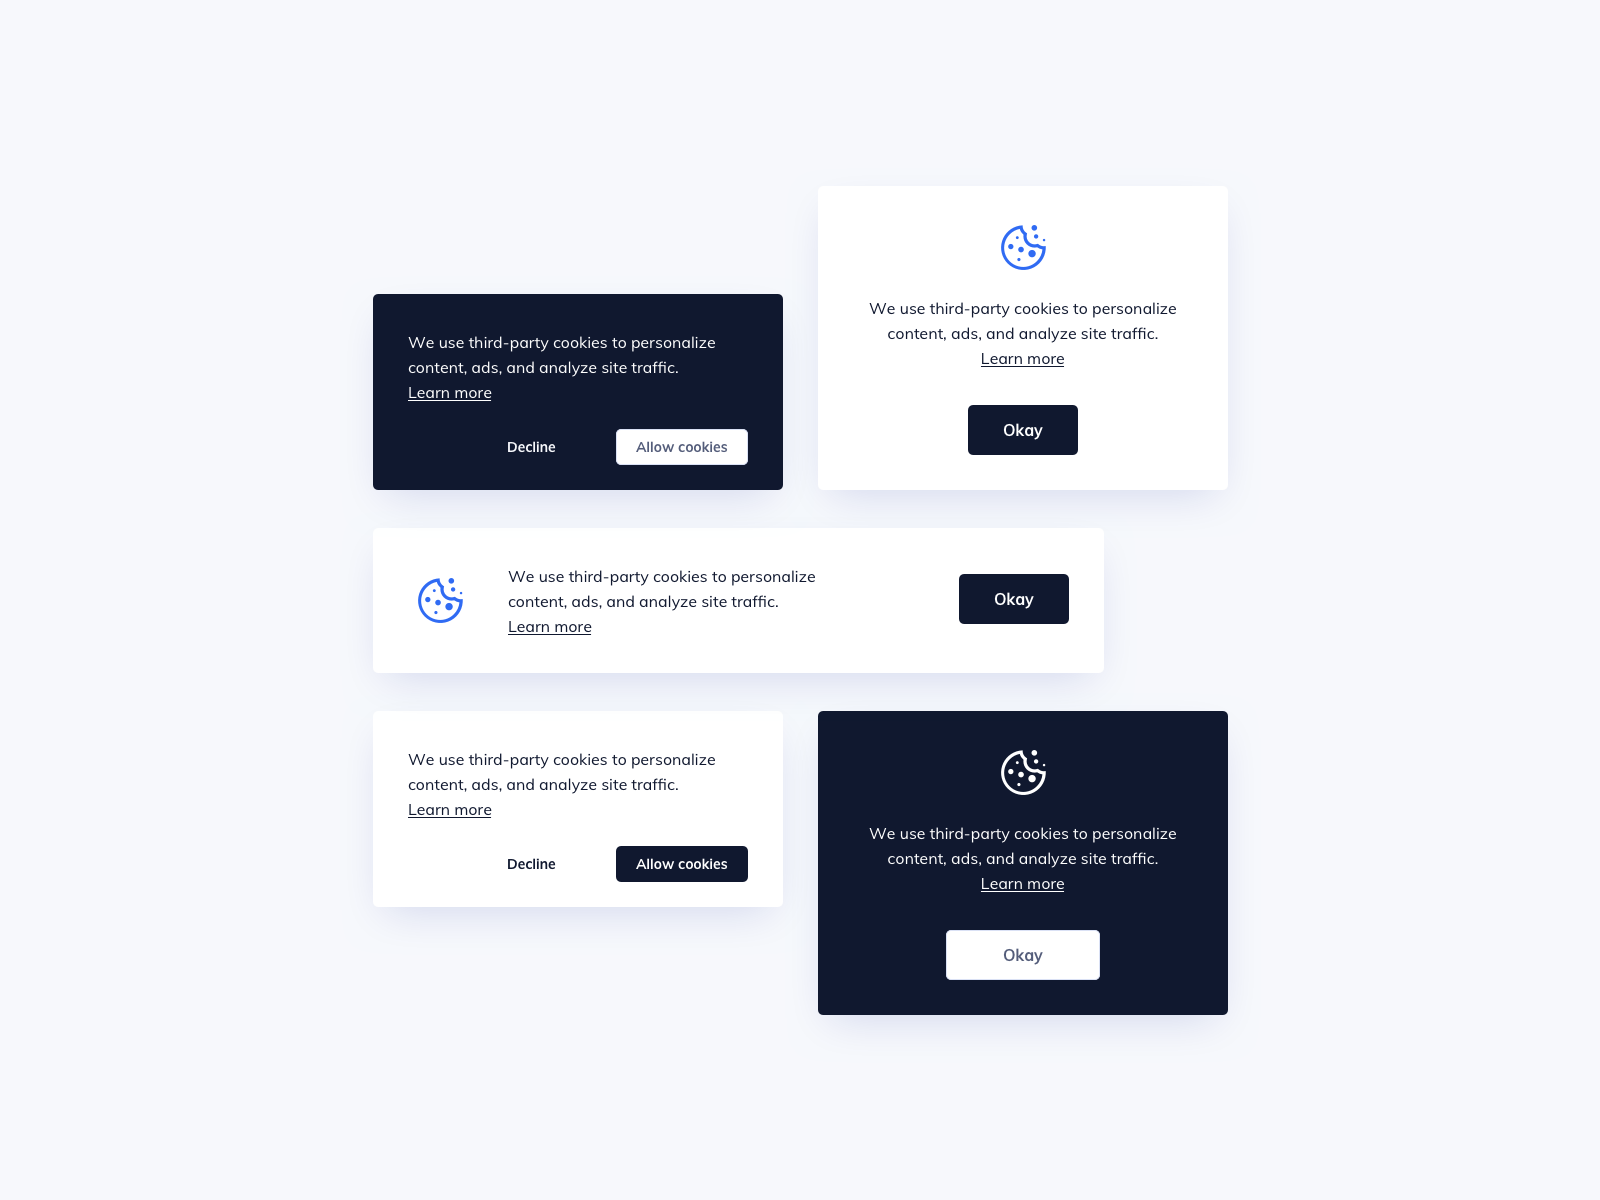 We use third-party cookies to personalize
content, ads, and analyze site traffic.
Learn more
Decline
Allow cookies
We use third-party cookies to personalize
content, ads, and analyze site traffic.
Learn more
Okay
We use third-party cookies to personalize
content, ads, and analyze site traffic.
Learn more
Okay
We use third-party cookies to personalize
content, ads, and analyze site traffic.
Learn more
Decline
Allow cookies
We use third-party cookies to personalize
content, ads, and analyze site traffic.
Learn more
Okay